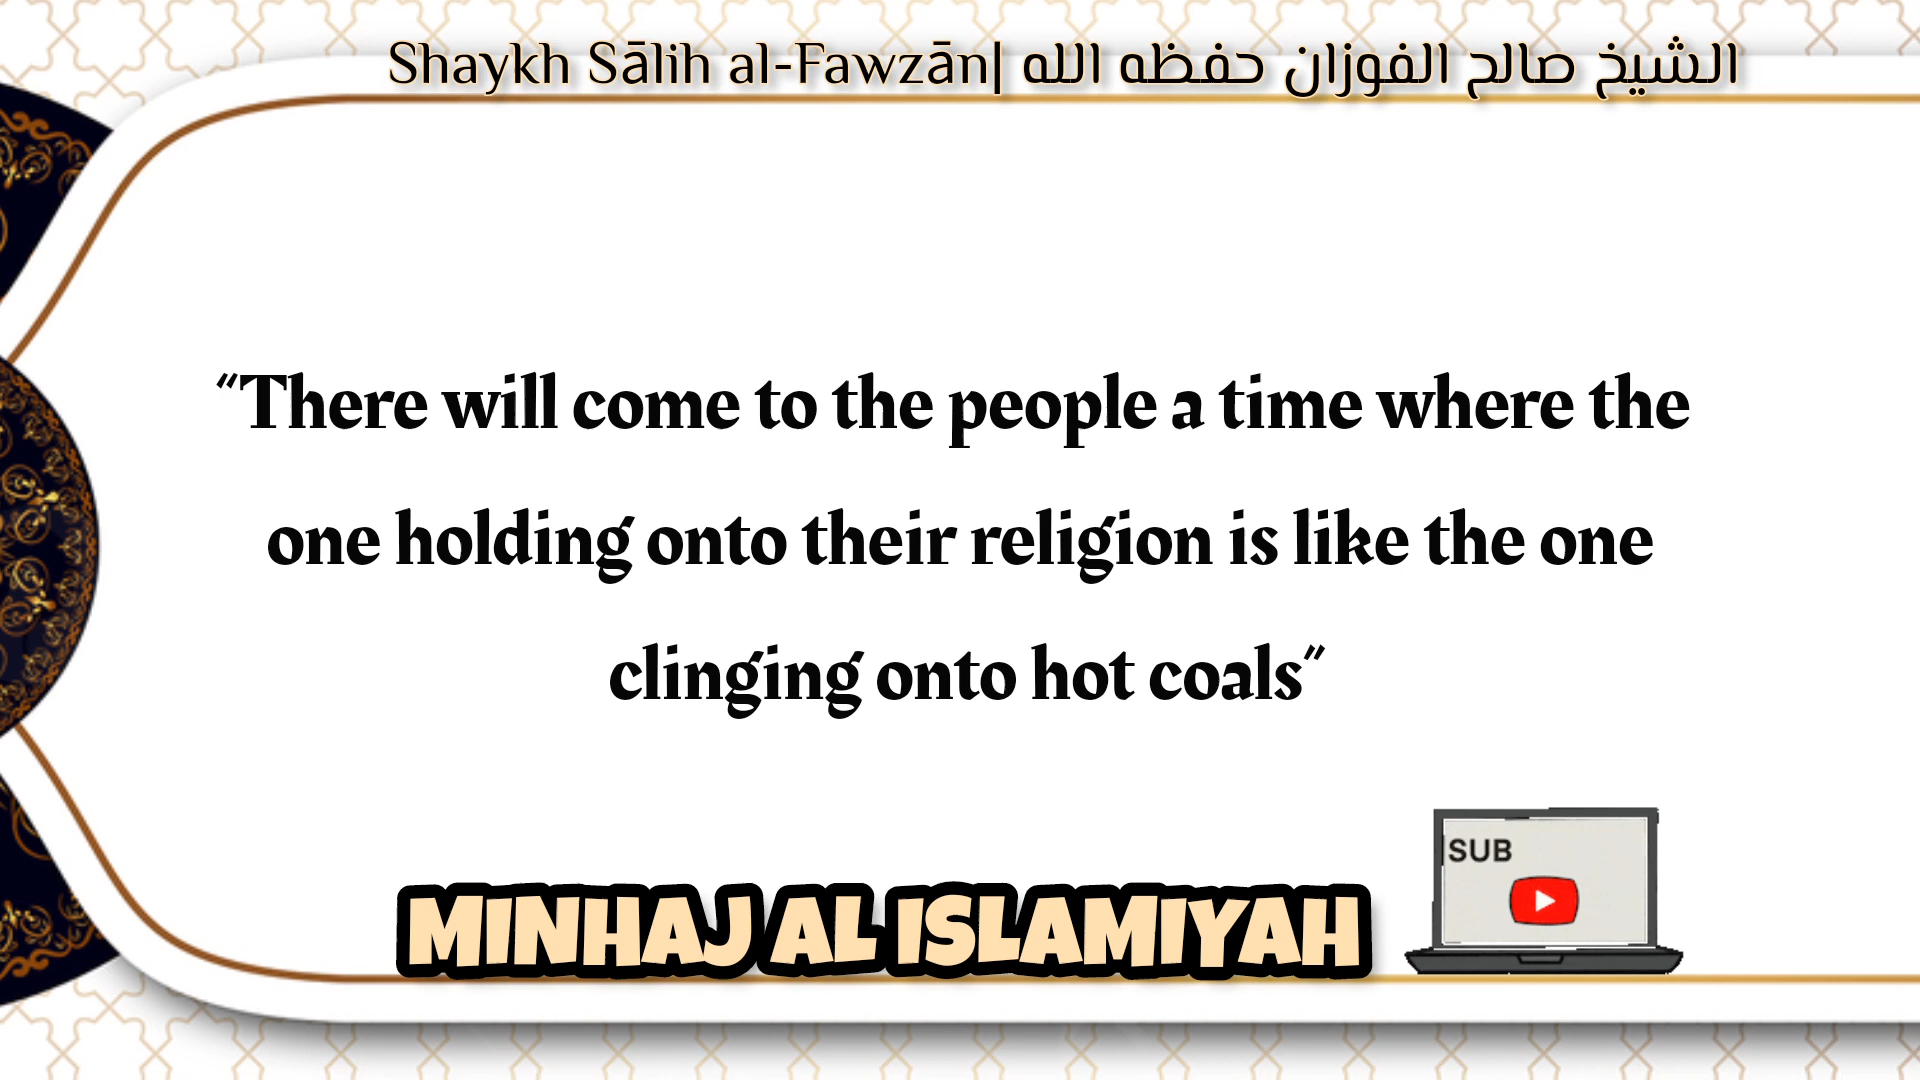 Shaykh Sālih al-Fawzān| الشيخ صالح الفوزان حفظه الله
"There will come to the people a time where the
one holding onto their religion is like the one
clinging onto hot coals"
MINHAJ AL ISLAMIYAH
SUB